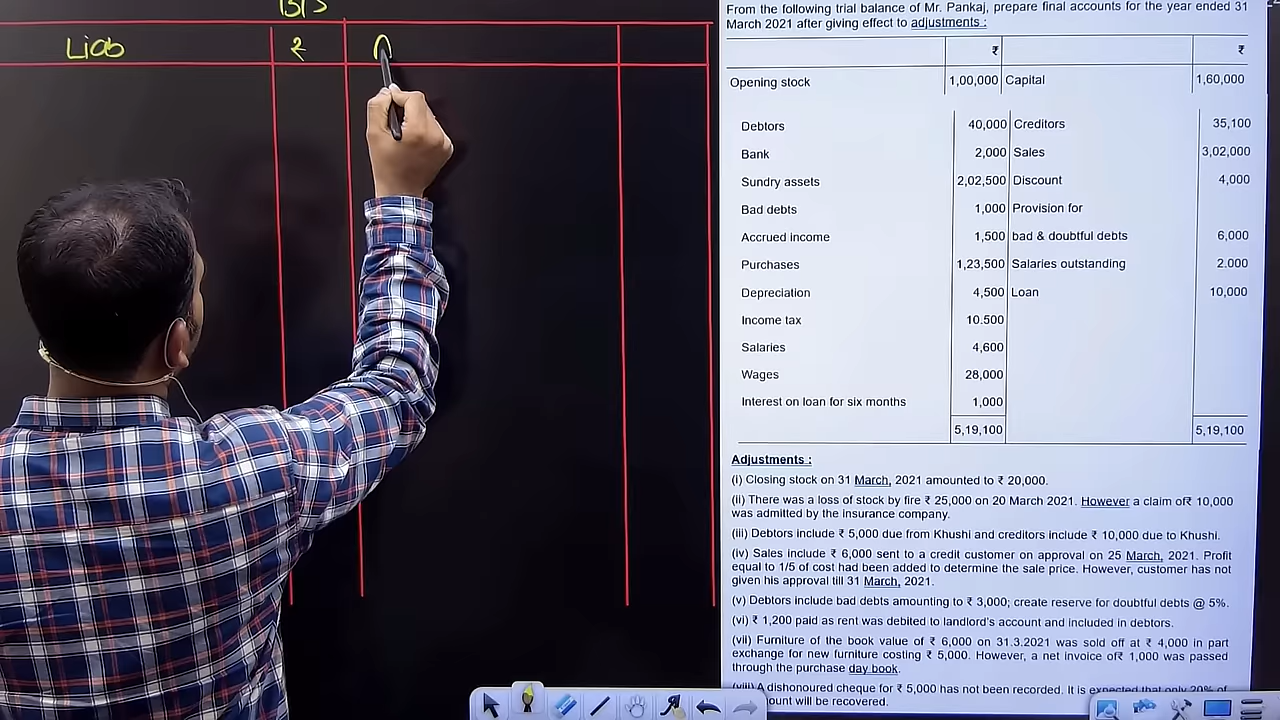 B/S
Liab ₹
From the following trial balance of Mr. Pankaj, prepare final accounts for the year ended 31
March 2021 after giving effect to adjustments :
₹ ₹
Opening stock 1,00,000 Capital 1,60,000
Debtors 40,000 Creditors 35,100
Bank 2,000 Sales 3,02,000
Sundry assets 2,02,500 Discount 4,000
Bad debts 1,000 Provision for
Accrued income 1,500 bad & doubtful debts 6,000
Purchases 1,23,500 Salaries outstanding 2.000
Depreciation 4,500 Loan 10,000
Income tax 10.500
Salaries 4,600
Wages 28,000
Interest on loan for six months 1,000
5,19,100 5,19,100
Adjustments :
(i) Closing stock on 31 March, 2021 amounted to ₹ 20,000.
(ii) There was a loss of stock by fire ₹ 25,000 on 20 March 2021. However a claim of₹ 10,000
was admitted by the insurance company.
(iii) Debtors include ₹ 5,000 due from Khushi and creditors include ₹ 10,000 due to Khushi.
(iv) Sales include ₹ 6,000 sent to a credit customer on approval on 25 March, 2021. Profit
equal to 1/5 of cost had been added to determine the sale price. However, customer has not
given his approval till 31 March, 2021.
(v) Debtors include bad debts amounting to ₹ 3,000; create reserve for doubtful debts @ 5%.
(vi) ₹ 1,200 paid as rent was debited to landlord's account and included in debtors.
(vii) Furniture of the book value of ₹ 6,000 on 31.3.2021 was sold off at ₹ 4,000 in part
exchange for new furniture costing ₹ 5,000. However, a net invoice of₹ 1,000 was passed
through the purchase day book.
(viii) A dishonoured cheque for ₹ 5,000 has not been recorded. It is expected that only 20% of
ount will be recovered.